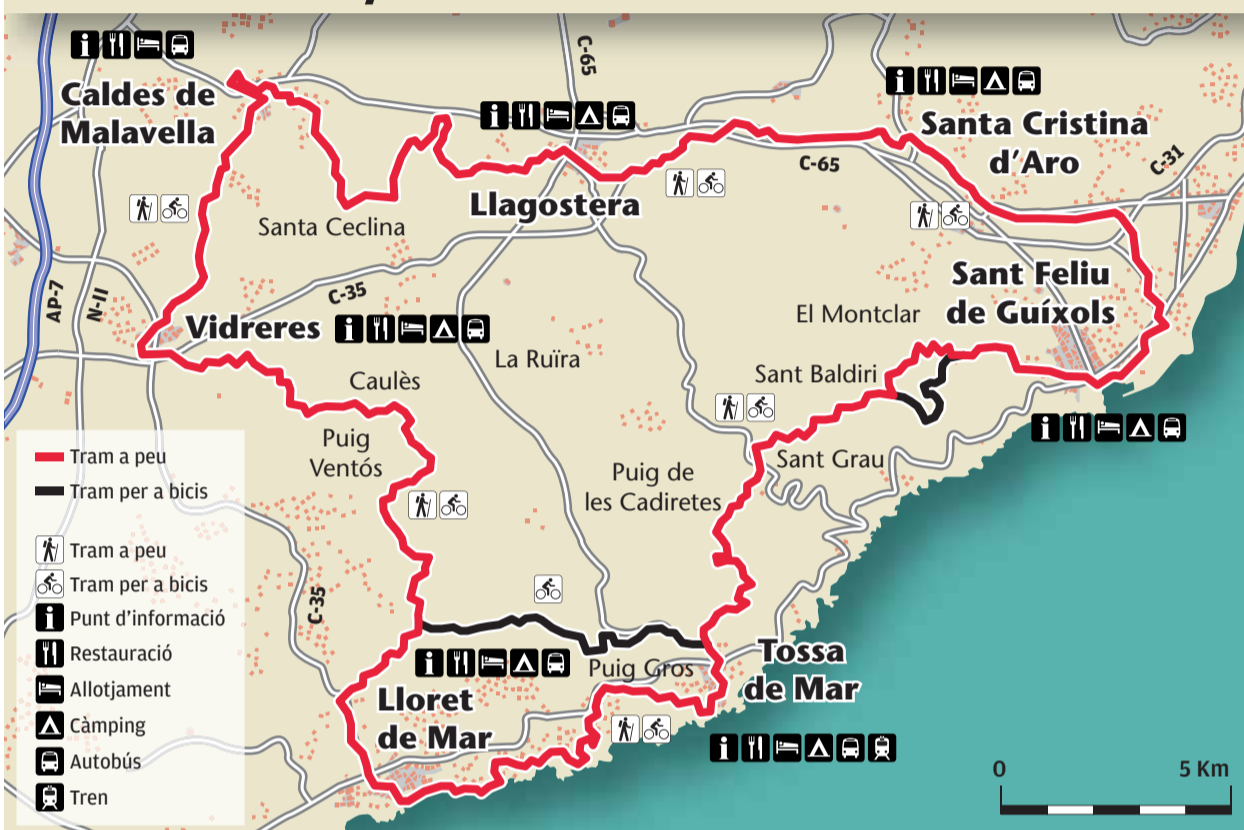 C-65
Caldes de
Malavella
Santa Cristina
d'Aro
C-65
C-31
Llagostera
Santa Ceclina
AP-7
N-II
C-35
Sant Feliu
de Guíxols
El Montclar
Vidreres
La Ruïra
Caulès
Sant Baldiri
Puig
Ventós
Sant Grau
Puig de
les Cadiretes
Tram a peu
Tram per a bicis
Tram a peu
Tram per a bicis
Punt d'informació
Restauració
Allotjament
Càmping
Autobús
Tren
C-35
Puig Gros
Tossa
de Mar
Lloret
de Mar
0 5 Km